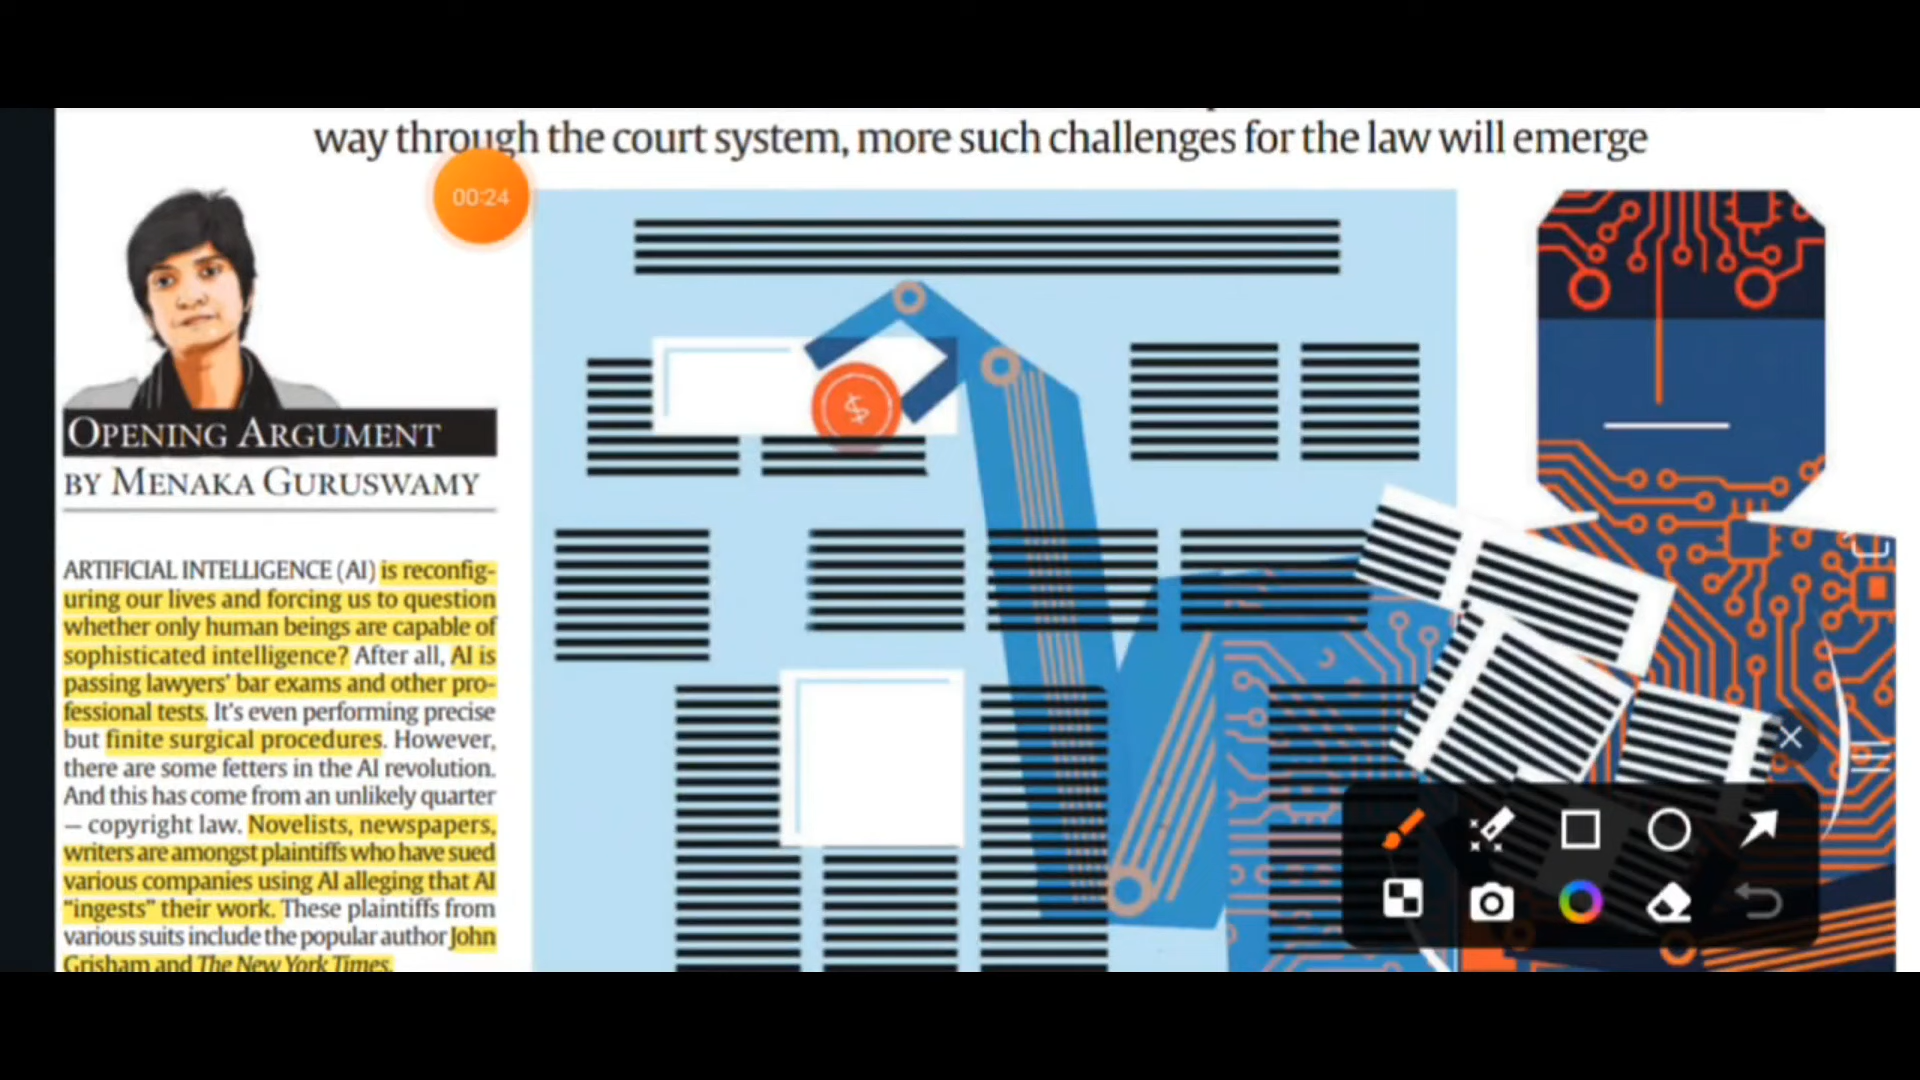 way through the court system, more such challenges for the law will emerge
00:24
$
OPENING ARGUMENT
BY MENAKA GURUSWAMY
ARTIFICIAL INTELLIGENCE (AI) is reconfig-
uring our lives and forcing us to question
whether only human beings are capable of
sophisticated intelligence? After all, AI is
passing lawyers' bar exams and other pro-
fessional tests. It's even performing precise
but finite surgical procedures. However,
there are some fetters in the AI revolution.
And this has come from an unlikely quarter
— copyright law. Novelists, newspapers,
writers are amongst plaintiffs who have sued
various companies using AI alleging that AI
"ingests" their work. These plaintiffs from
various suits include the popular author John
Grisham and The New York Times.